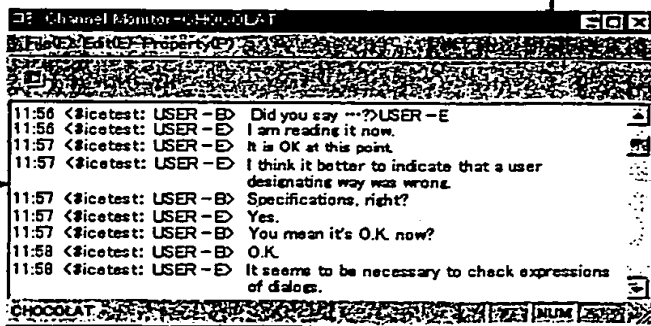 Channel Monitor-CHOCOLAT
File(F) Edit(E) Property(P)
11:56 <#icetest: USER-B> Did you say …?>USER-E
11:56 <#icetest: USER-E> I am reading it now.
11:57 <#icetest: USER-E> It is OK at this point.
11:57 <#icetest: USER-E> I think it better to indicate that a user
designating way was wrong.
11:57 <#icetest: USER-B> Specifications, right?
11:57 <#icetest: USER-E> Yes.
11:57 <#icetest: USER-B> You mean it's O.K. now?
11:58 <#icetest: USER-B> O.K.
11:58 <#icetest: USER-E> It seems to be necessary to check expressions
of dialogs.
CHOCOLAT NUM